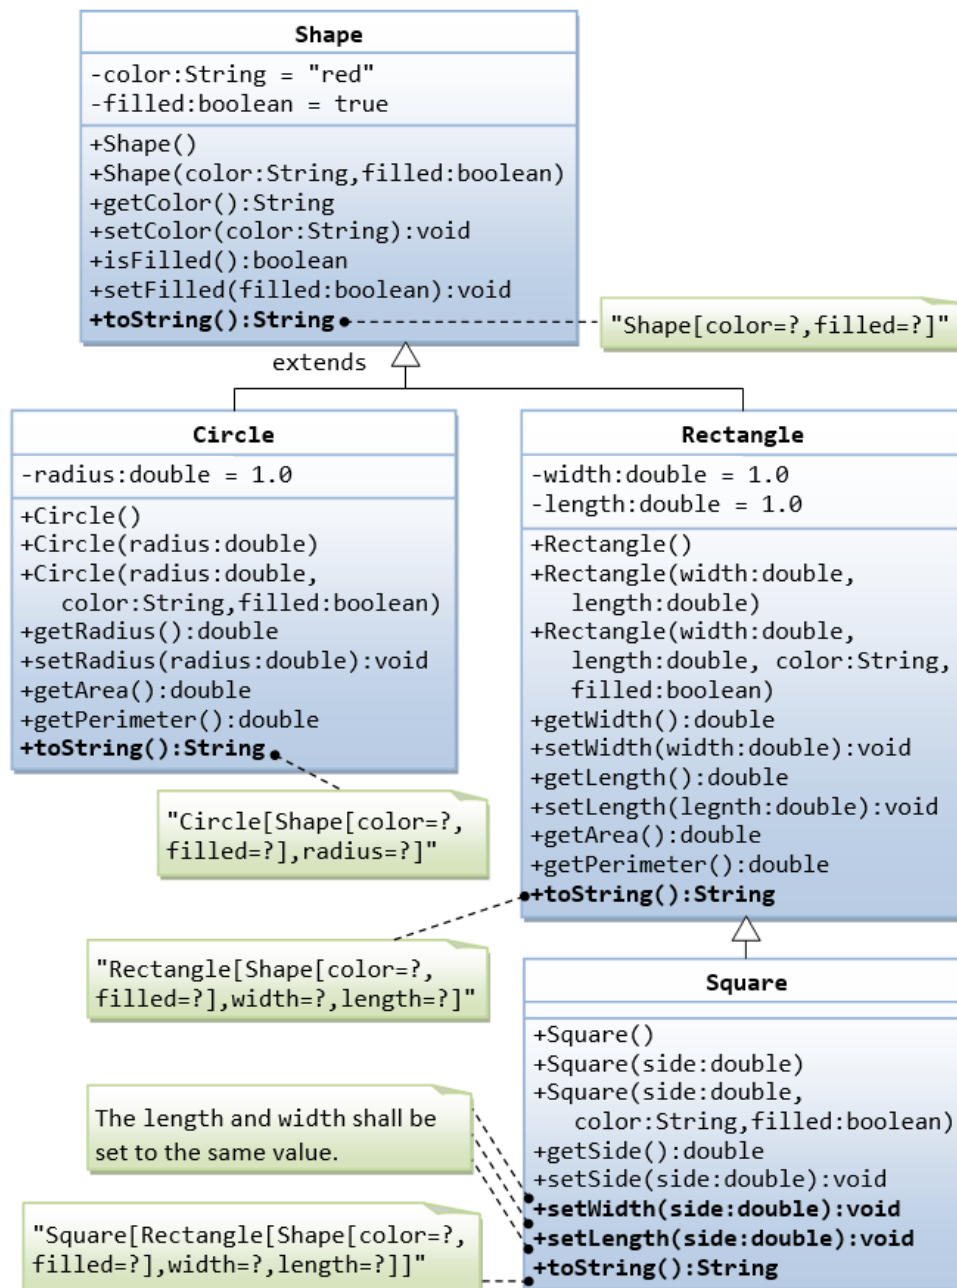 Shape
-color:String = "red"
-filled:boolean = true
+Shape()
+Shape(color:String,filled:boolean)
+getColor():String
+setColor(color:String):void
+isFilled():boolean
+setFilled(filled:boolean):void
+toString():String
"Shape[color=?,filled=?]"
extends
Circle
-radius:double = 1.0
+Circle()
+Circle(radius:double)
+Circle(radius:double,
color:String,filled:boolean)
+getRadius():double
+setRadius(radius:double):void
+getArea():double
+getPerimeter():double
+toString():String
"Circle[Shape[color=?,
filled=?],radius=?]"
Rectangle
-width:double = 1.0
-length:double = 1.0
+Rectangle()
+Rectangle(width:double,
length:double)
+Rectangle(width:double,
length:double, color:String,
filled:boolean)
+getWidth():double
+setWidth(width:double):void
+getLength():double
+setLength(legnth:double):void
+getArea():double
+getPerimeter():double
+toString():String
"Rectangle[Shape[color=?,
filled=?],width=?,length=?]"
Square
+Square()
+Square(side:double)
+Square(side:double,
color:String,filled:boolean)
+getSide():double
+setSide(side:double):void
+setWidth(side:double):void
+setLength(side:double):void
+toString():String
The length and width shall be
set to the same value.
"Square[Rectangle[Shape[color=?,
filled=?],width=?,length=?]]"